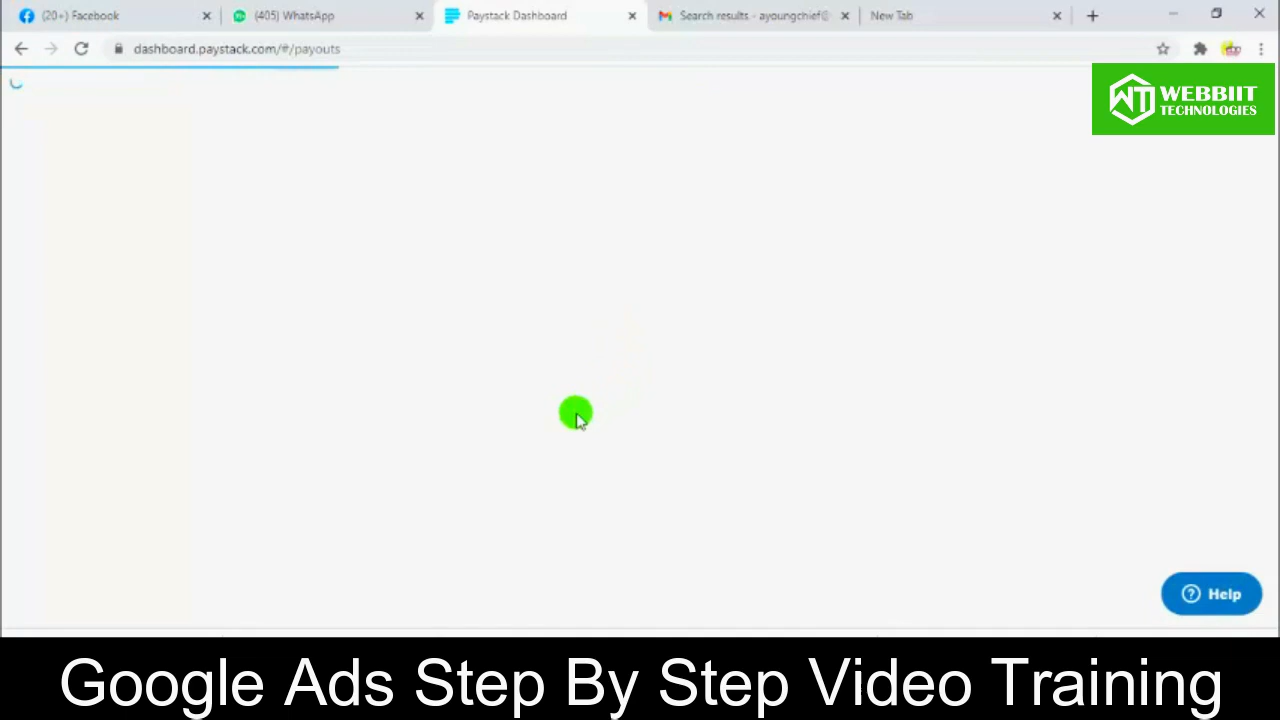 (20+) Facebook
(405) WhatsApp
Paystack Dashboard
Search results - ayoungchief@
New Tab
dashboard.paystack.com/#/payouts
WT WEBBIIT
TECHNOLOGIES
Help
Google Ads Step By Step Video Training